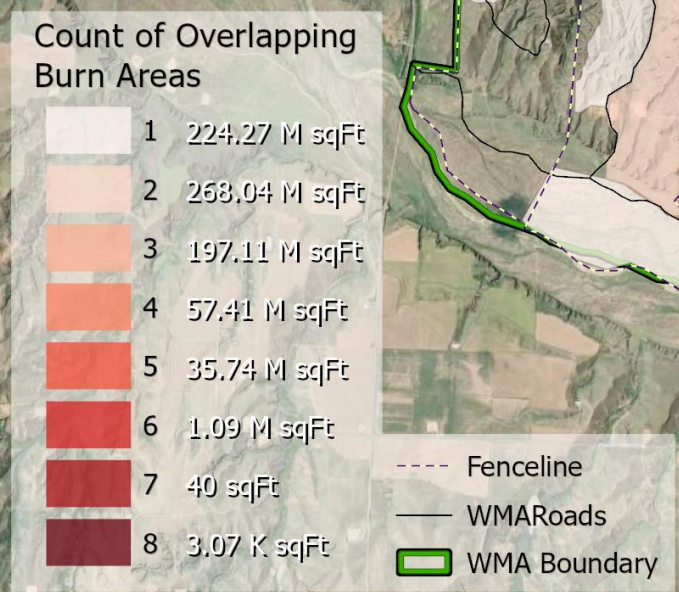 Count of Overlapping
Burn Areas
1 224.27 M sqFt
2 268.04 M sqFt
3 197.11 M sqFt
4 57.41 M sqFt
5 35.74 M sqFt
6 1.09 M sqFt
7 40 sqFt
8 3.07 K sqFt
Fenceline
WMARoads
WMA Boundary